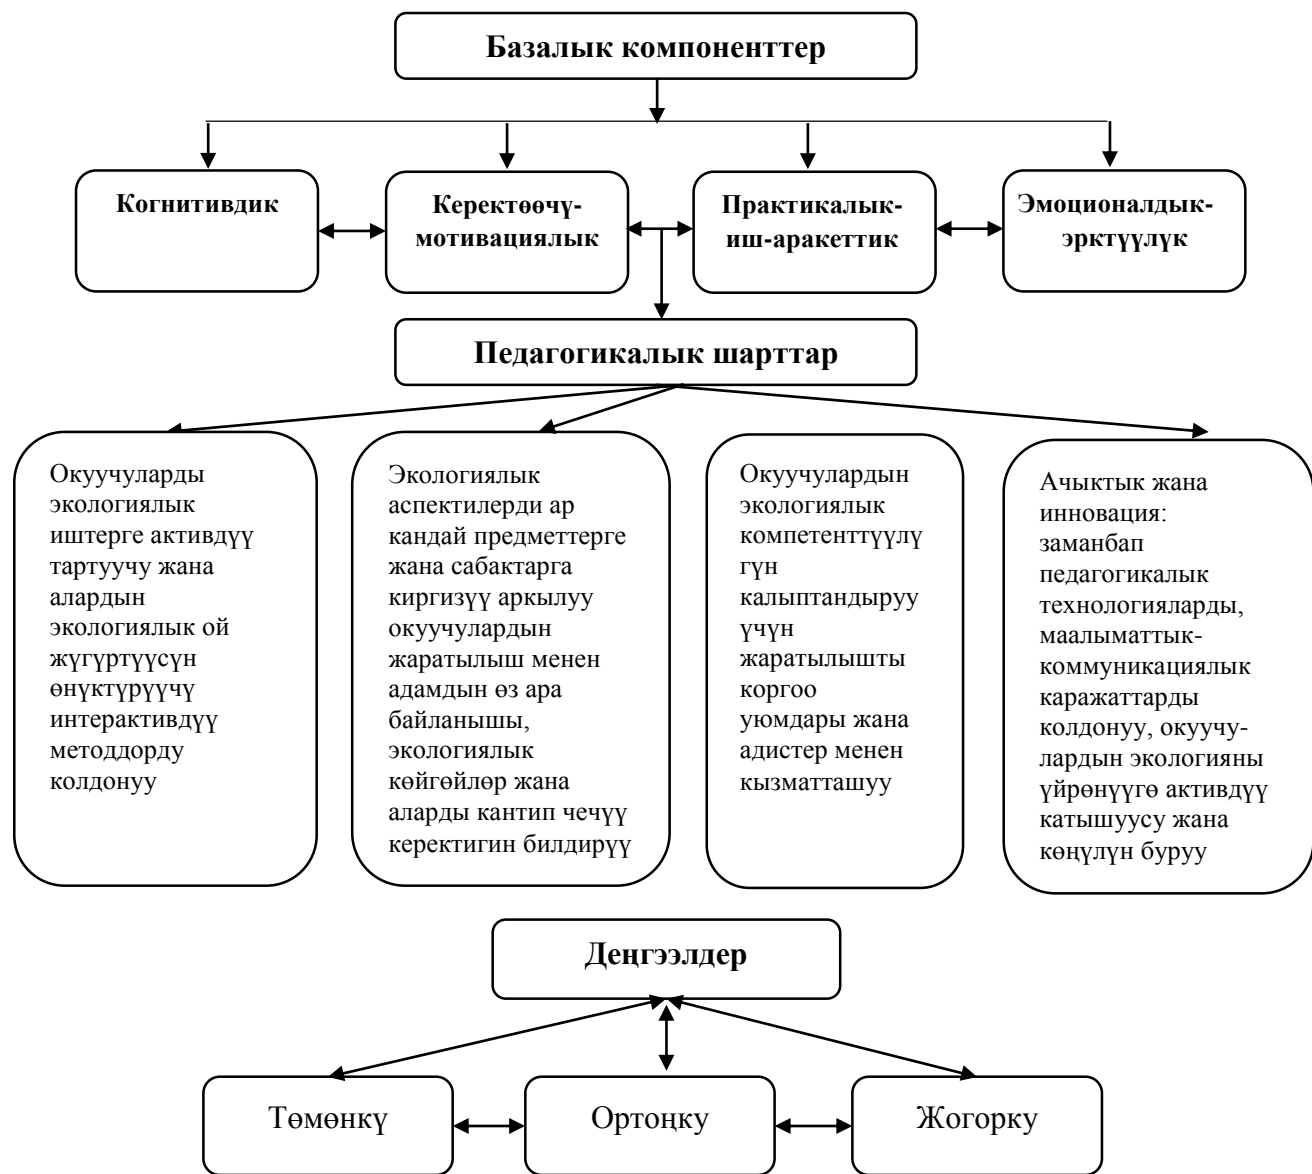 Базалык компоненттер
Когнитивдик
Керектөөчү-
мотивациялык
Практикалык-
иш-аракеттик
Эмоционалдык-
эрктүүлүк
Педагогикалык шарттар
Окуучуларды
экологиялык
иштерге активдүү
тартуучу жана
алардын
экологиялык ой
жүгүртүүсүн
өнүктүрүүчү
интерактивдүү
методдорду
колдонуу
Экологиялык
аспектилерди ар
кандай предметтерге
жана сабактарга
киргизүү аркылуу
окуучулардын
жаратылыш менен
адамдын өз ара
байланышы,
экологиялык
көйгөйлөр жана
аларды кантип чечүү
керектигин билдирүү
Окуучулардын
экологиялык
компетенттүүлү
гүн
калыптандыруу
үчүн
жаратылышты
коргоо
уюмдары жана
адистер менен
кызматташуу
Ачыктык жана
инновация:
заманбап
педагогикалык
технологияларды,
маалыматтык-
коммуникациялык
каражаттарды
колдонуу, окуучу-
лардын экологияны
үйрөнүүгө активдүү
катышуусу жана
көңүлүн буруу
Деңгээлдер
Төмөнкү
Ортоңку
Жогорку